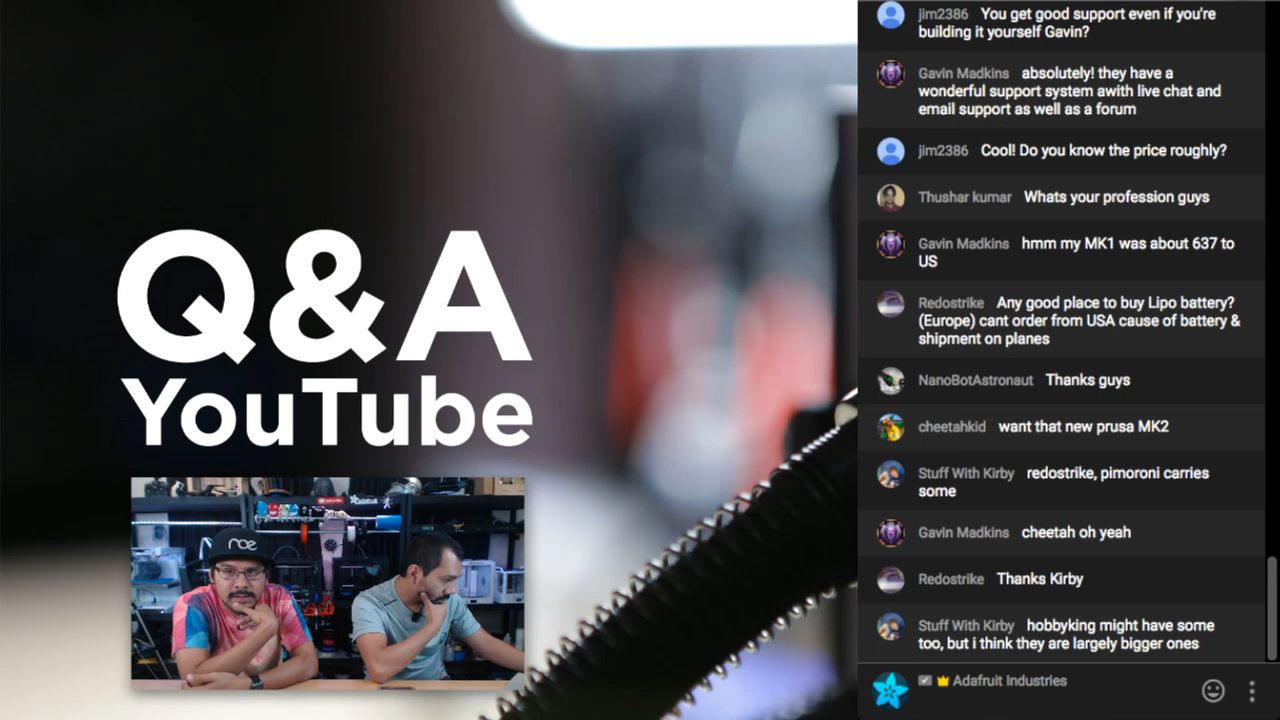 Q&A
YouTube
noe
jim2386 You get good support even if you're
building it yourself Gavin?
Gavin Madkins absolutely! they have a
wonderful support system awith live chat and
email support as well as a forum
jim2386 Cool! Do you know the price roughly?
Thushar kumar Whats your profession guys
Gavin Madkins hmm my MK1 was about 637 to
US
Redostrike Any good place to buy Lipo battery?
(Europe) cant order from USA cause of battery &
shipment on planes
NanoBotAstronaut Thanks guys
cheetahkid want that new prusa MK2
Stuff With Kirby redostrike, pimoroni carries
some
Gavin Madkins cheetah oh yeah
Redostrike Thanks Kirby
Stuff With Kirby hobbyking might have some
too, but i think they are largely bigger ones
Adafruit Industries